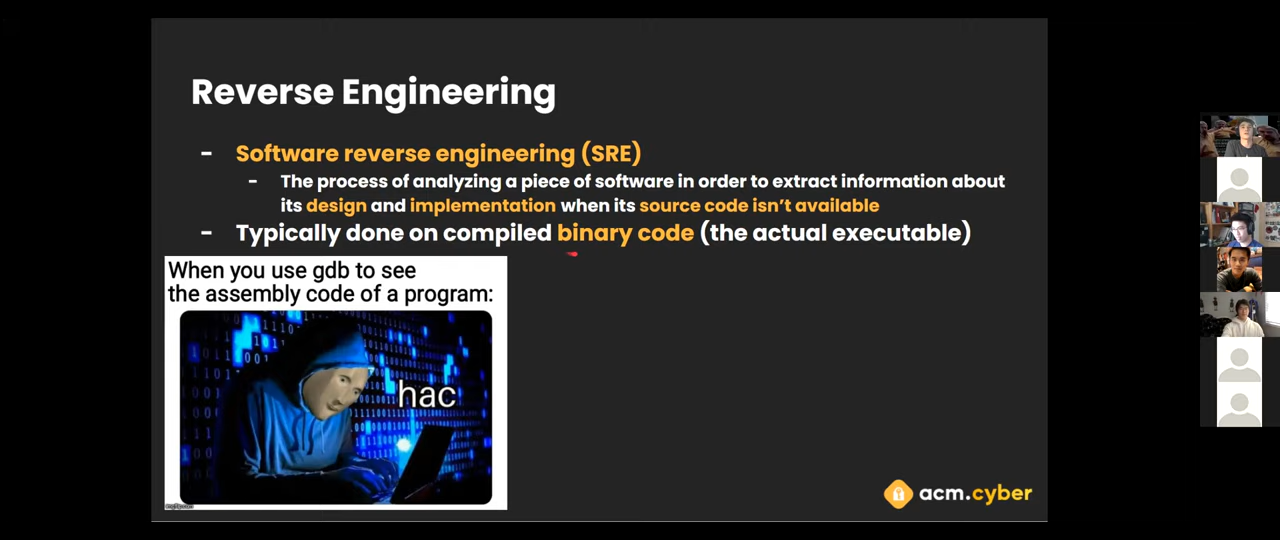 Reverse Engineering
- Software reverse engineering (SRE)
- The process of analyzing a piece of software in order to extract information about
its design and implementation when its source code isn't available
- Typically done on compiled binary code (the actual executable)
When you use gdb to see
the assembly code of a program:
hac
acm.cyber